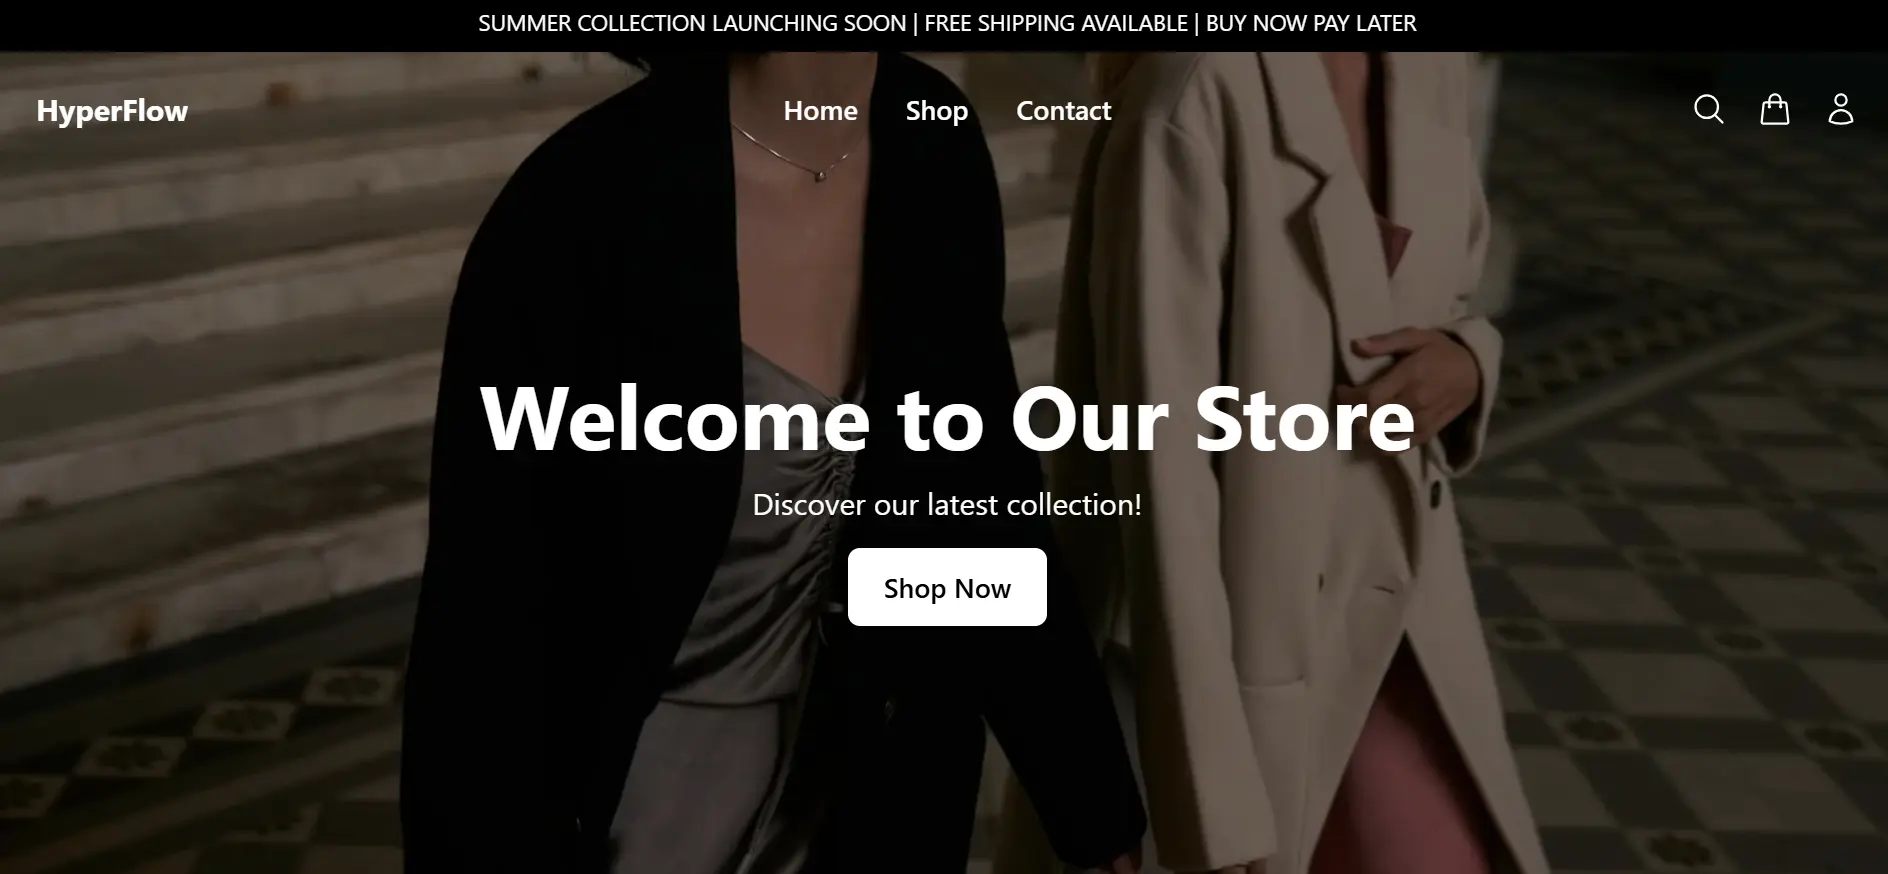 SUMMER COLLECTION LAUNCHING SOON | FREE SHIPPING AVAILABLE | BUY NOW PAY LATER
HyperFlow Home Shop Contact
Welcome to Our Store
Discover our latest collection!
Shop Now